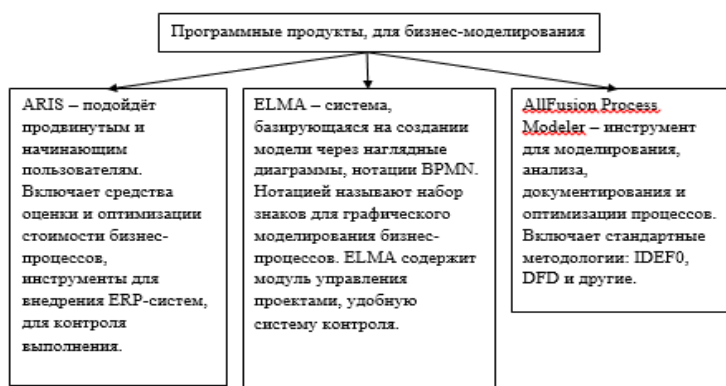 Программные продукты, для бизнес-моделирования
ARIS – подойдёт
продвинутым и
начинающим
пользователям.
Включает средства
оценки и оптимизации
стоимости бизнес-
процессов,
инструменты для
внедрения ERP-систем,
для контроля
выполнения.
ELMA – система,
базирующаяся на создании
модели через наглядные
диаграммы, нотации BPMN.
Нотацией называют набор
знаков для графического
моделирования бизнес-
процессов. ELMA содержит
модуль управления
проектами, удобную
систему контроля.
AllFusion Process
Modeler – инструмент
для моделирования,
анализа,
документирования и
оптимизации процессов.
Включает стандартные
методологии: IDEF0,
DFD и другие.